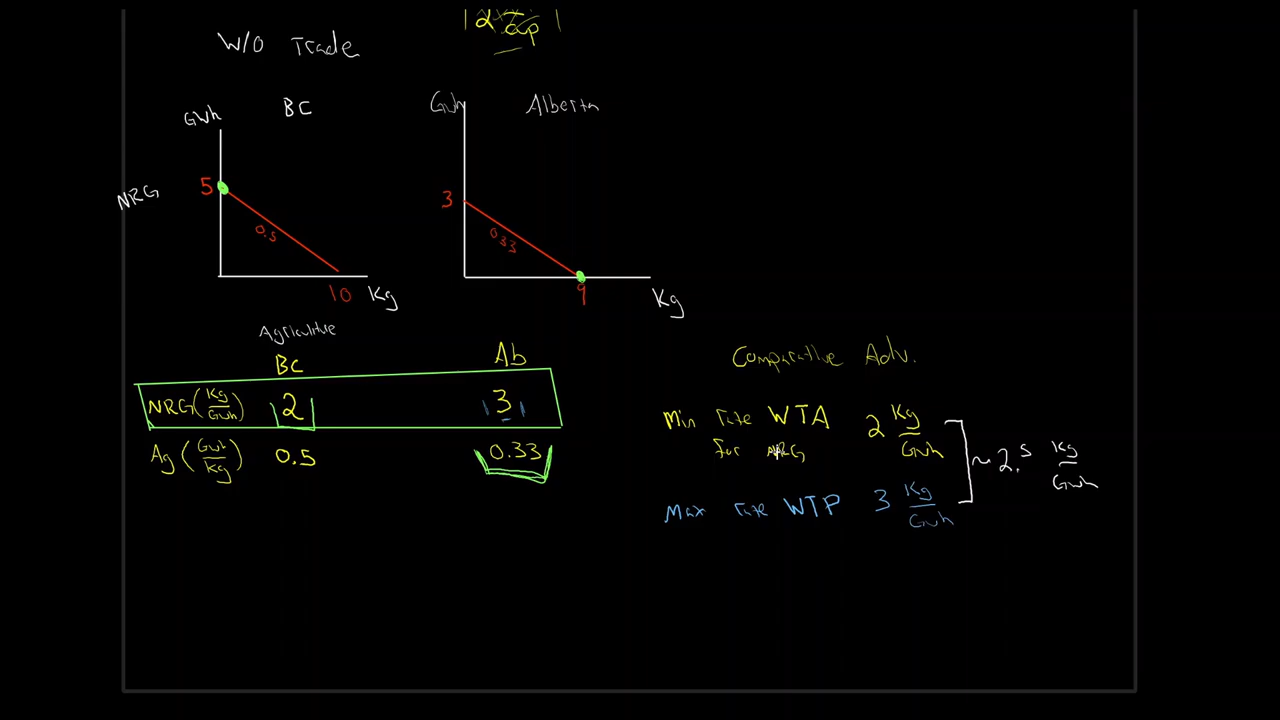 W/O Trade
GWh BC
Gwh Alberta
NRG
5
0.5
10 Kg
3
0.33
9 Kg
Agriculture
BC Ab
NRG (Kg/Gwh) 2 3
Ag (Gwh/Kg) 0.5 0.33
Comparative Adv.
Min rate WTA 2 Kg/Gwh
for NRG
~ 2.5 Kg/Gwh
Max rate WTP 3 Kg/Gwh